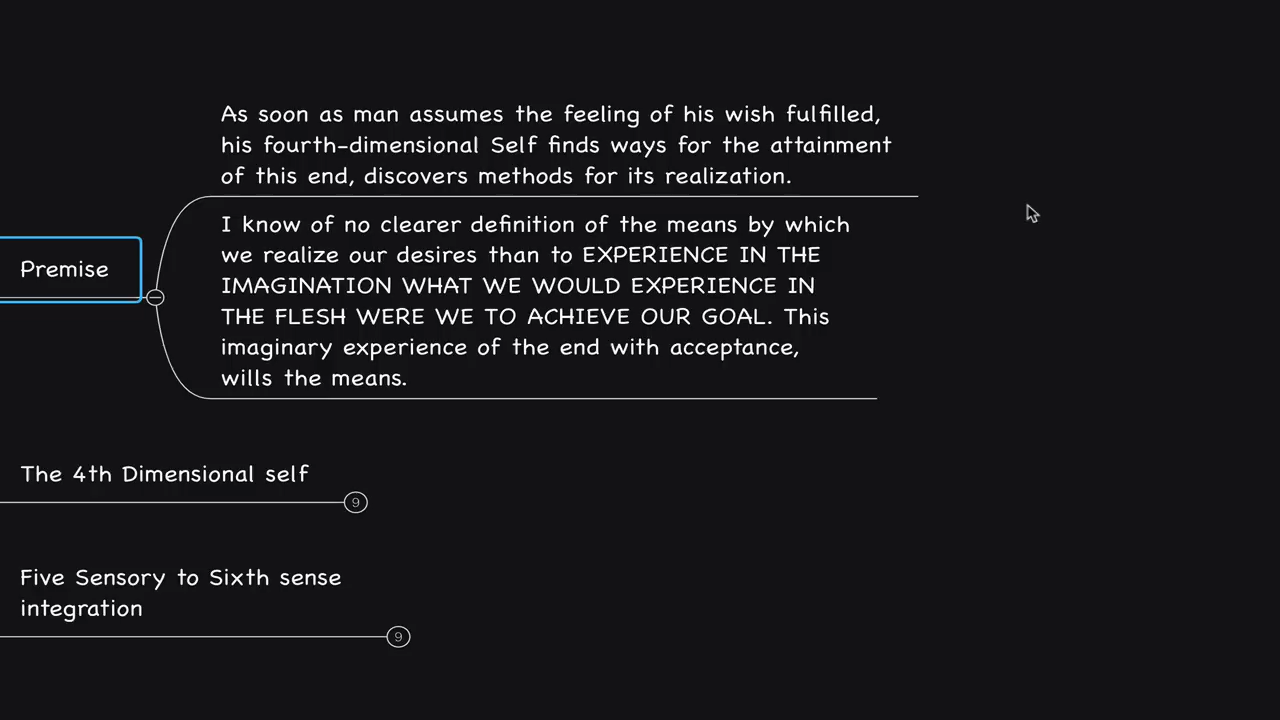 As soon as man assumes the feeling of his wish fulfilled,
his fourth-dimensional Self finds ways for the attainment
of this end, discovers methods for its realization.
I know of no clearer definition of the means by which
we realize our desires than to EXPERIENCE IN THE
IMAGINATION WHAT WE WOULD EXPERIENCE IN
THE FLESH WERE WE TO ACHIEVE OUR GOAL. This
imaginary experience of the end with acceptance,
wills the means.
Premise
The 4th Dimensional self
9
Five Sensory to Sixth sense
integration
9